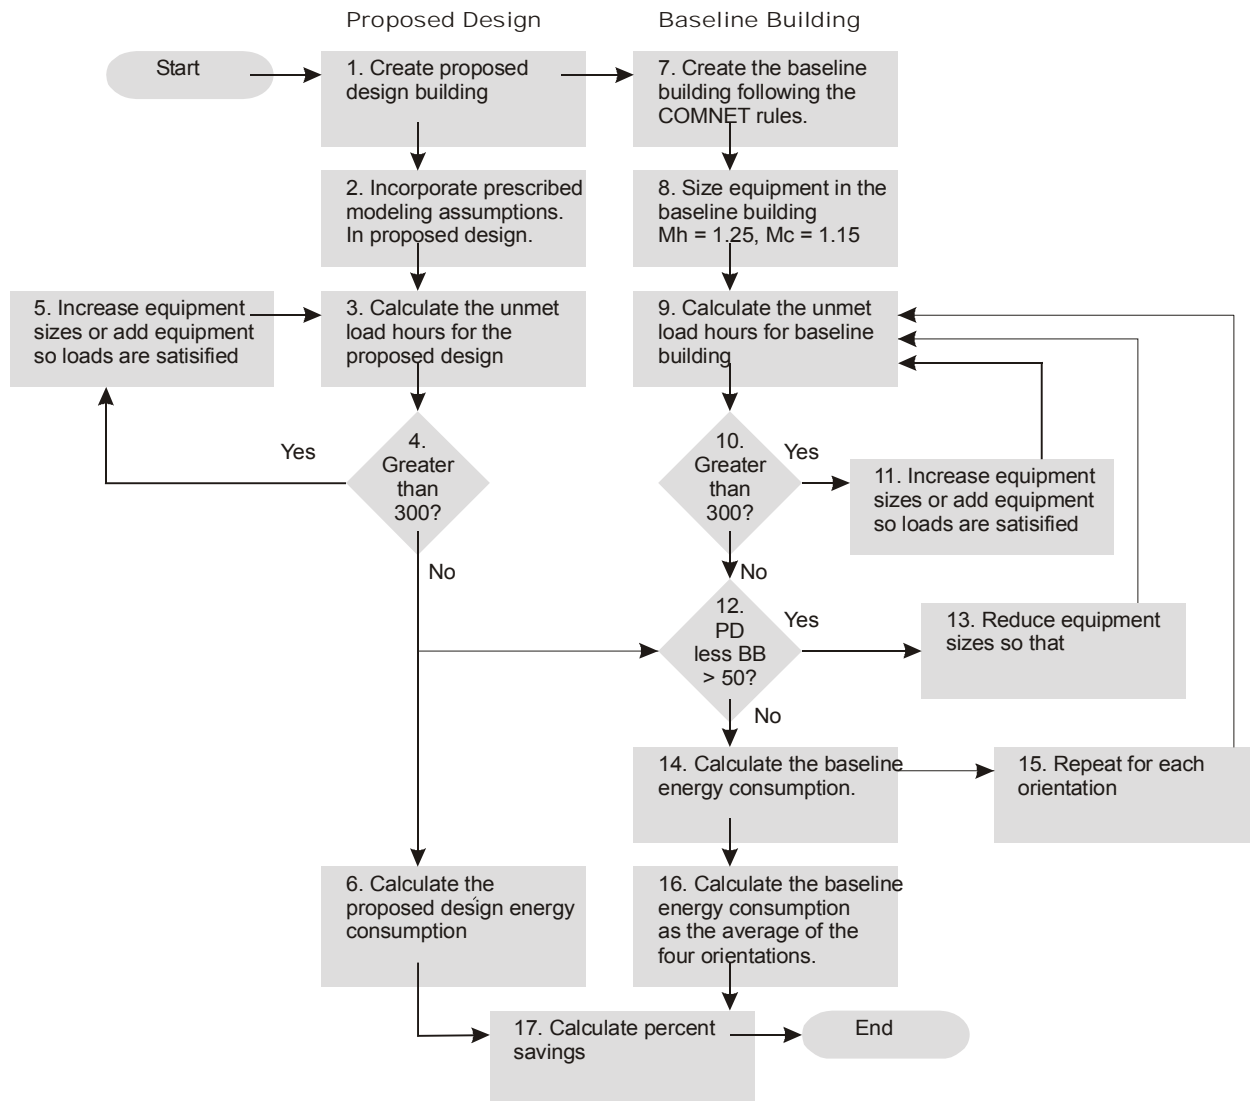 Proposed Design
Baseline Building
Start
1. Create proposed
design building
7. Create the baseline
building following the
COMNET rules.
2. Incorporate prescribed
modeling assumptions.
In proposed design.
8. Size equipment in the
baseline building
Mh = 1.25, Mc = 1.15
5. Increase equipment
sizes or add equipment
so loads are satisified
3. Calculate the unmet
load hours for the
proposed design
9. Calculate the unmet
load hours for baseline
building
Yes
4.
Greater
than
300?
No
10.
Greater
than
300?
Yes
No
11. Increase equipment
sizes or add equipment
so loads are satisified
12.
PD
less BB
> 50?
Yes
No
13. Reduce equipment
sizes so that
14. Calculate the baseline
energy consumption.
15. Repeat for each
orientation
6. Calculate the
proposed design energy
consumption
16. Calculate the baseline
energy consumption
as the average of the
four orientations.
17. Calculate percent
savings
End